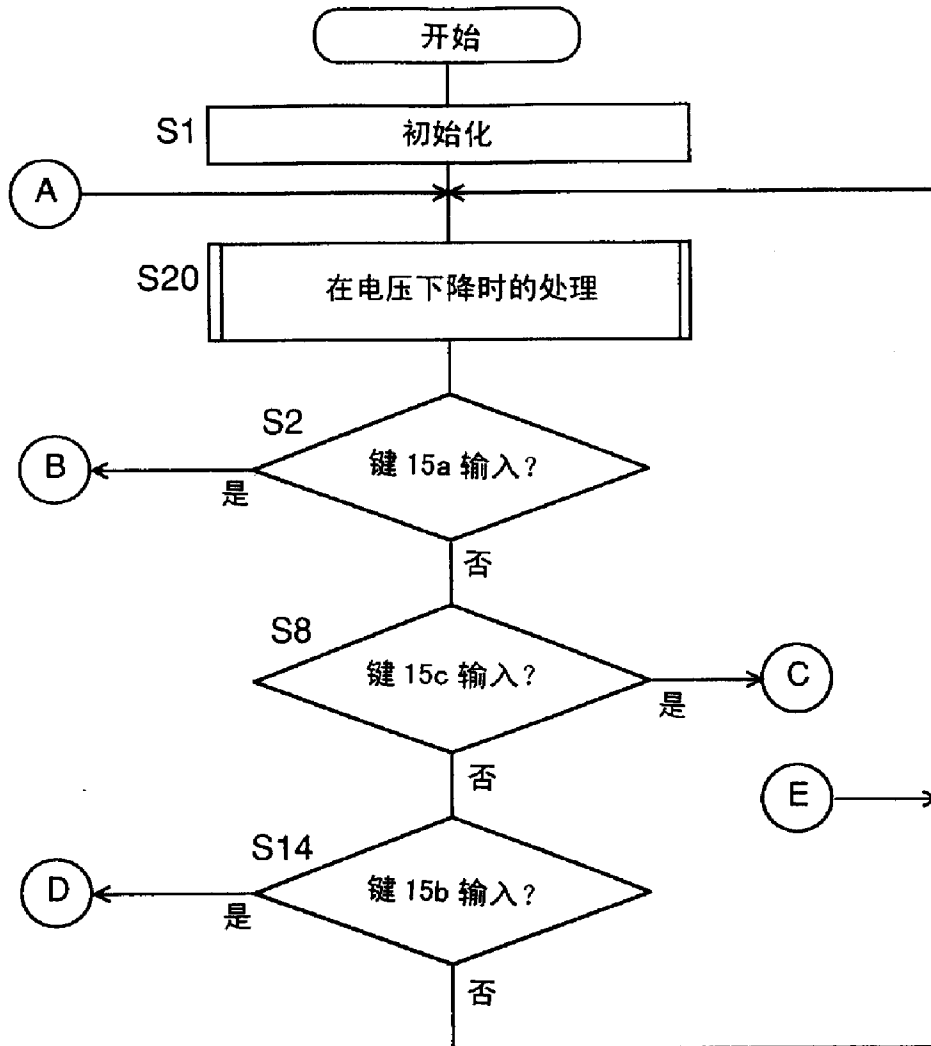 开始
S1
初始化
A
S20
在电压下降时的处理
S2
键 15a 输入?
B
是
否
S8
键 15c 输入?
C
是
否
E
S14
键 15b 输入?
D
是
否